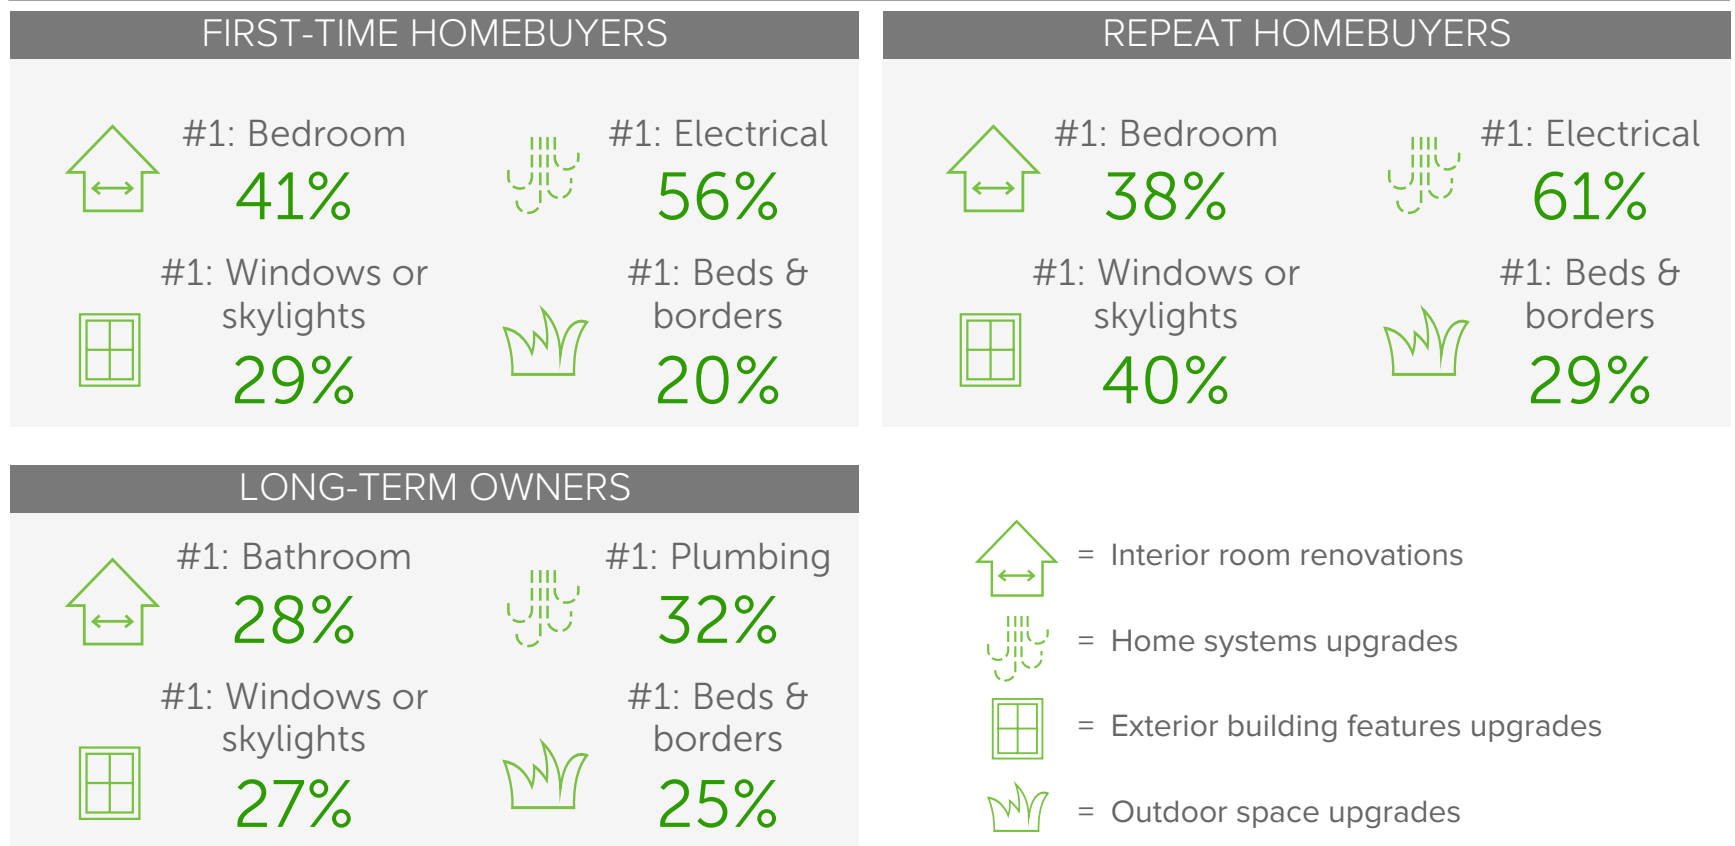 FIRST-TIME HOMEBUYERS
#1: Bedroom
41%
#1: Electrical
56%
#1: Windows or
skylights
29%
#1: Beds &
borders
20%
REPEAT HOMEBUYERS
#1: Bedroom
38%
#1: Electrical
61%
#1: Windows or
skylights
40%
#1: Beds &
borders
29%
LONG-TERM OWNERS
#1: Bathroom
28%
#1: Plumbing
32%
#1: Windows or
skylights
27%
#1: Beds &
borders
25%
= Interior room renovations
= Home systems upgrades
= Exterior building features upgrades
= Outdoor space upgrades